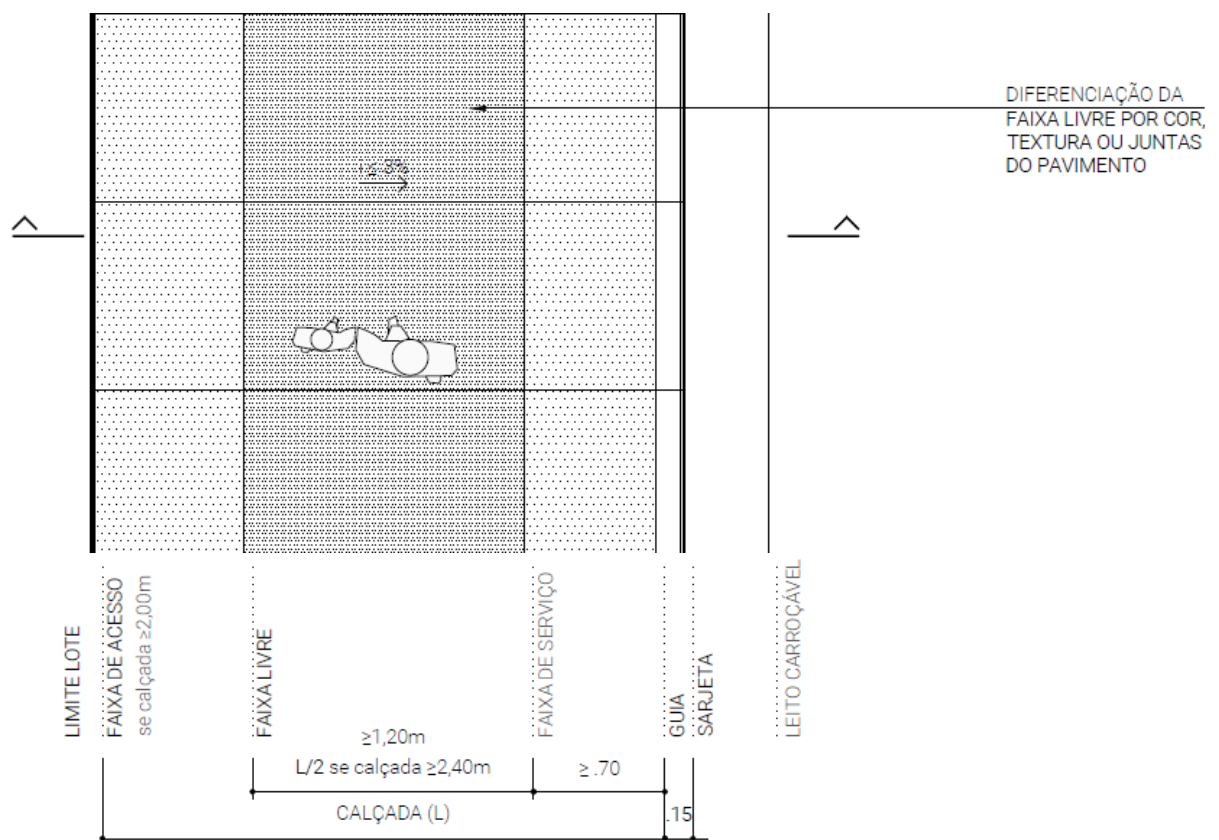 DIFERENCIAÇÃO DA
FAIXA LIVRE POR COR,
TEXTURA OU JUNTAS
DO PAVIMENTO
i ≤ 3%
LIMITE LOTE
FAIXA DE ACESSO
se calçada ≥2,00m
FAIXA LIVRE
FAIXA DE SERVIÇO
GUIA
SARJETA
LEITO CARROÇÁVEL
≥1,20m
L/2 se calçada ≥2,40m
≥ .70
CALÇADA (L)
.15